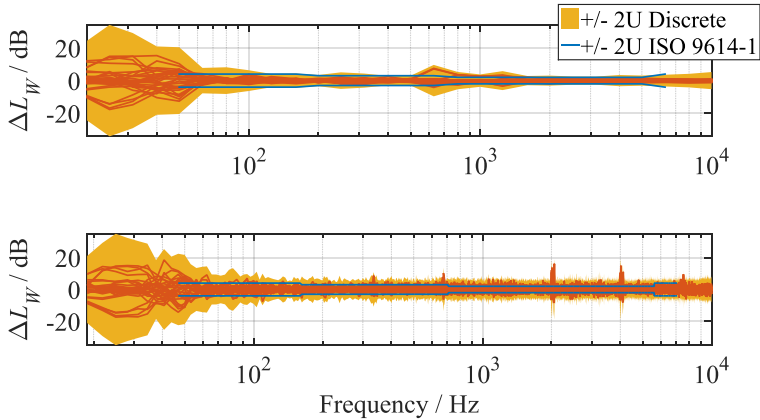 +/- 2U Discrete
+/- 2U ISO 9614-1
20
0
-20
ΔL_W / dB
10^2
10^3
10^4
20
0
-20
ΔL_W / dB
10^2
10^3
10^4
Frequency / Hz